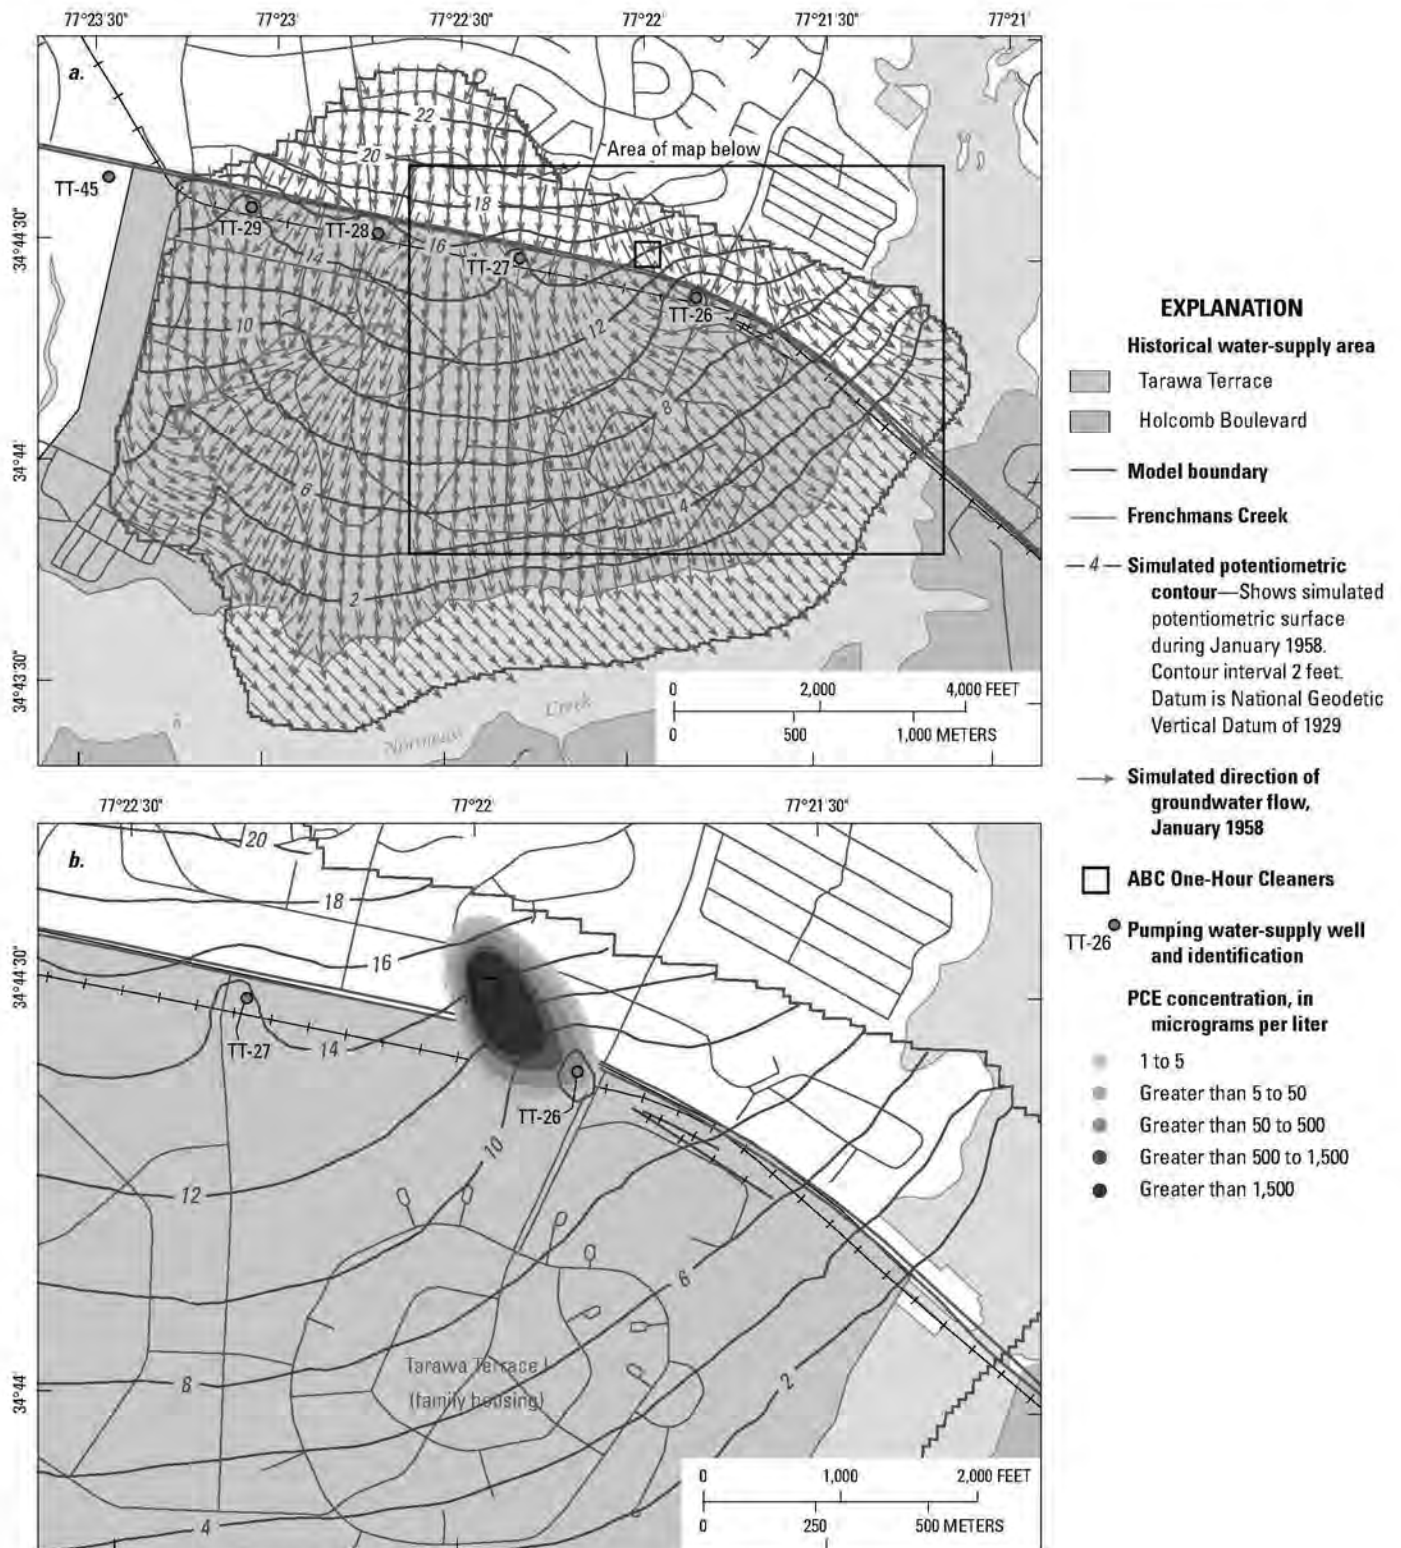 77°23'30"
77°23'
77°22'30"
77°22'
77°21'30"
77°21'
a.
22
20
Area of map below
TT-45
18
34°44'30"
TT-29
TT-28
16
14
TT-27
10
12
TT-26
8
34°44'
6
4
2
34°43'30"
0 2,000 4,000 FEET
0 500 1,000 METERS
Northeast Creek
77°22'30"
77°22'
77°21'30"
b.
20
18
16
34°44'30"
TT-27
14
TT-26
10
12
6
Tarawa Terrace I
(family housing)
8
2
34°44'
4
0 1,000 2,000 FEET
0 250 500 METERS
EXPLANATION
Historical water-supply area
Tarawa Terrace
Holcomb Boulevard
Model boundary
Frenchmans Creek
— 4 — Simulated potentiometric
contour—Shows simulated
potentiometric surface
during January 1958.
Contour interval 2 feet.
Datum is National Geodetic
Vertical Datum of 1929
Simulated direction of
groundwater flow,
January 1958
ABC One-Hour Cleaners
TT-26 Pumping water-supply well
and identification
PCE concentration, in
micrograms per liter
1 to 5
Greater than 5 to 50
Greater than 50 to 500
Greater than 500 to 1,500
Greater than 1,500